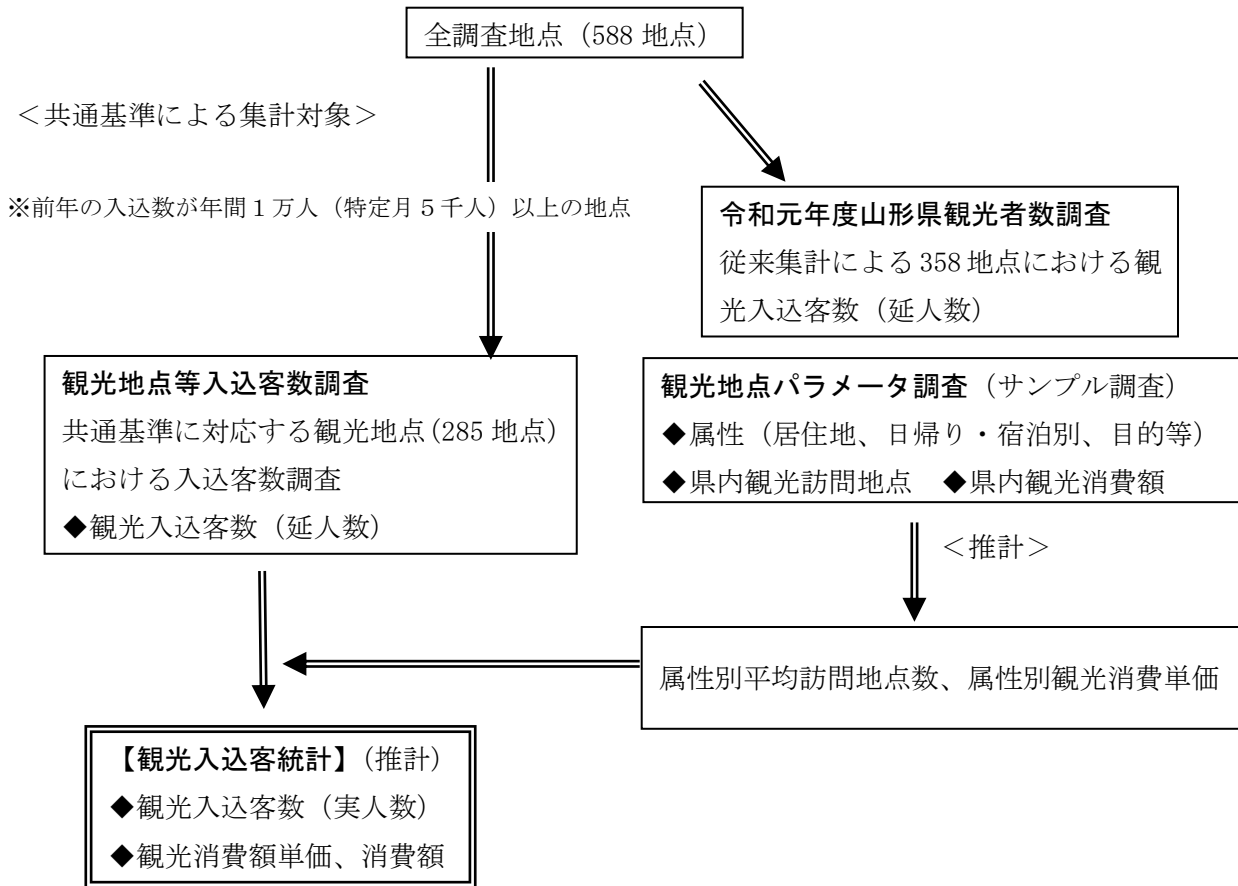 全調査地点（588 地点）
＜共通基準による集計対象＞
※前年の入込数が年間１万人（特定月５千人）以上の地点
令和元年度山形県観光者数調査
従来集計による 358 地点における観
光入込客数（延人数）
観光地点等入込客数調査
共通基準に対応する観光地点(285 地点)
における入込客数調査
◆観光入込客数（延人数）
観光地点パラメータ調査（サンプル調査）
◆属性（居住地、日帰り・宿泊別、目的等）
◆県内観光訪問地点　◆県内観光消費額
＜推計＞
属性別平均訪問地点数、属性別観光消費単価
【観光入込客統計】（推計）
◆観光入込客数（実人数）
◆観光消費額単価、消費額